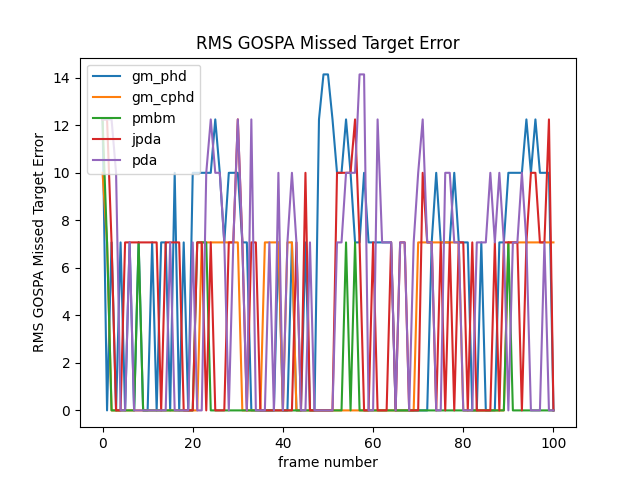 RMS GOSPA Missed Target Error
RMS GOSPA Missed Target Error
14
12
10
8
6
4
2
0
gm_phd
gm_cphd
pmbm
jpda
pda
0 20 40 60 80 100
frame number